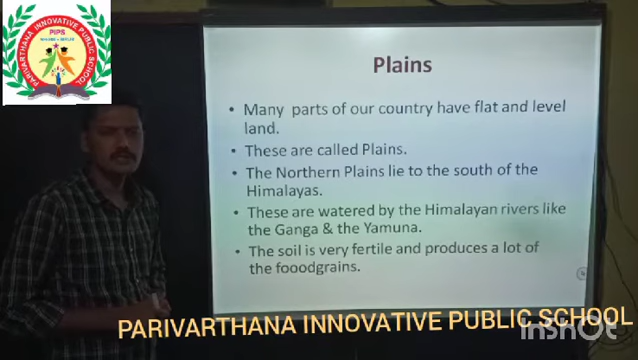 PARIVARTHANA INNOVATIVE PUBLIC SCHOOL
PIPS
Plains
• Many parts of our country have flat and level
land.
• These are called Plains.
• The Northern Plains lie to the south of the
Himalayas.
• These are watered by the Himalayan rivers like
the Ganga & the Yamuna.
• The soil is very fertile and produces a lot of
the fooodgrains.
PARIVARTHANA INNOVATIVE PUBLIC SCHOOL
InShOt